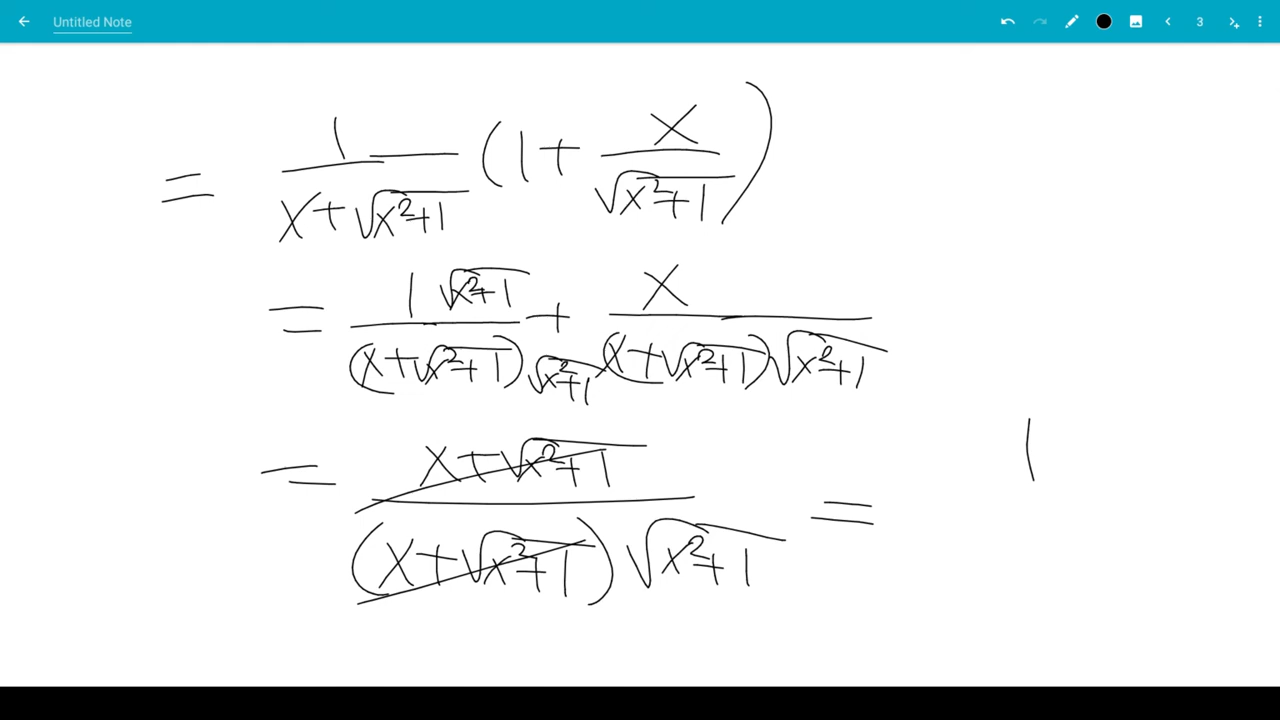 Untitled Note
3
= 1/(x+√(x²+1)) (1 + x/√(x²+1))
= 1√(x²+1)/((x+√(x²+1))√(x²+1)) + x/((x+√(x²+1))√(x²+1))
= (x+√(x²+1))/((x+√(x²+1))√(x²+1)) = 1